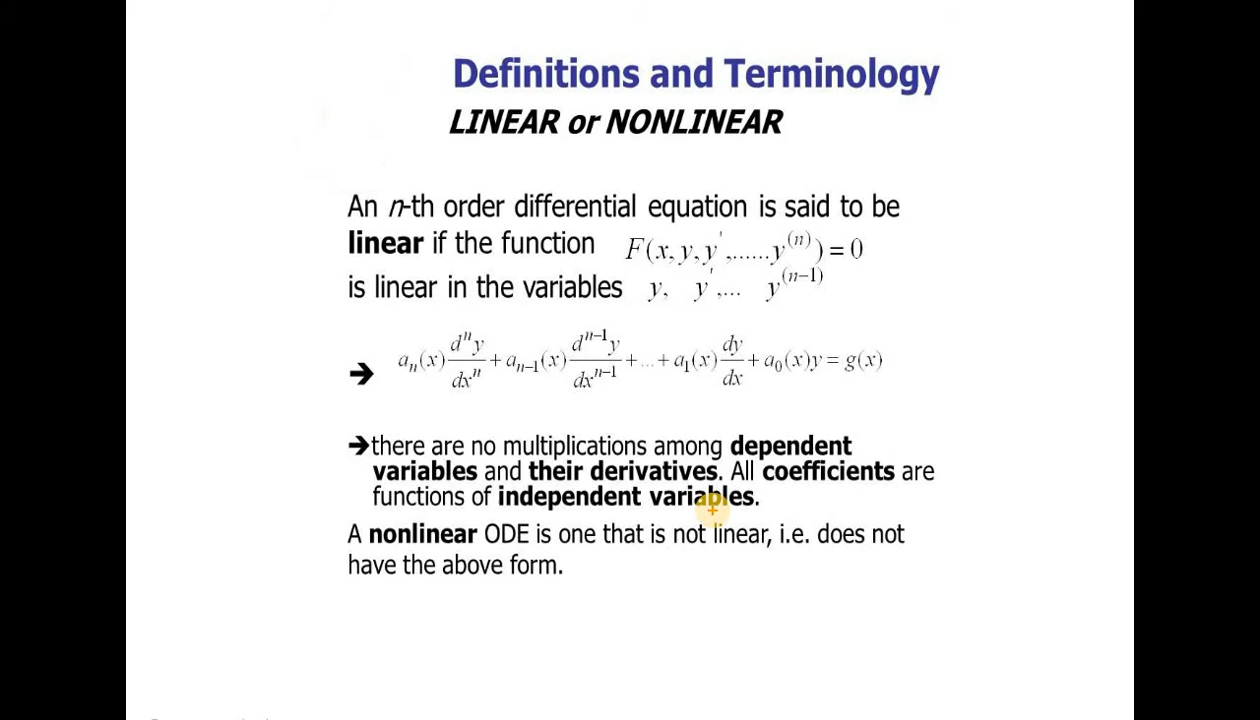 Definitions and Terminology
LINEAR or NONLINEAR
An n-th order differential equation is said to be
linear if the function F(x, y, y',......y^(n)) = 0
is linear in the variables y, y',... y^(n−1)
➔ a_n(x) d^n y/dx^n + a_{n−1}(x) d^{n−1}y/dx^{n−1} + ... + a_1(x) dy/dx + a_0(x)y = g(x)
➔there are no multiplications among dependent
variables and their derivatives. All coefficients are
functions of independent variables.
A nonlinear ODE is one that is not linear, i.e. does not
have the above form.